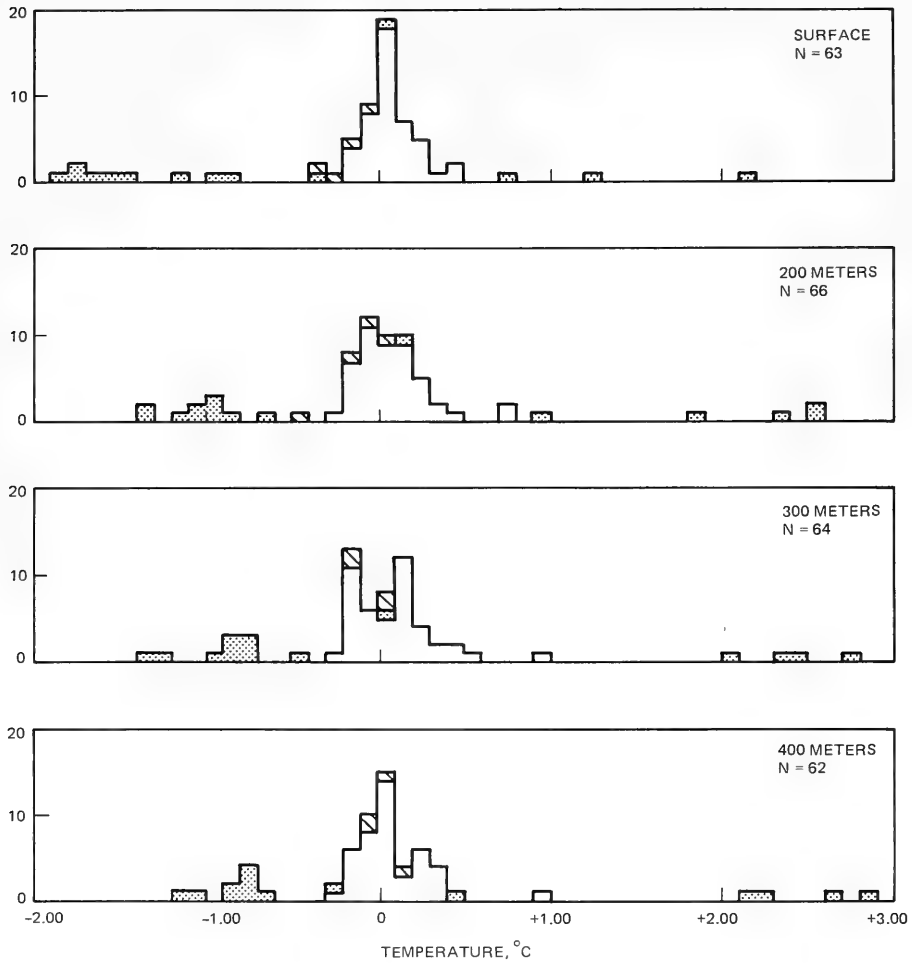 20
10
0
SURFACE
N = 63
20
10
0
200 METERS
N = 66
20
10
0
300 METERS
N = 64
20
10
0
400 METERS
N = 62
-2.00 -1.00 0 +1.00 +2.00 +3.00
TEMPERATURE, °C